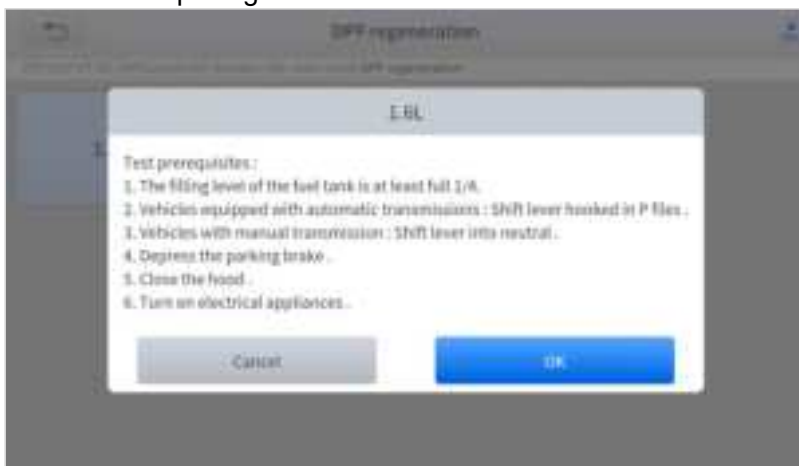 DPF regeneration
DPF regeneration
1.6L
Test prerequisites :
1. The filling level of the fuel tank is at least full 1/4.
2. Vehicles equipped with automatic transmissions : Shift lever hooked in P files .
3. Vehicles with manual transmission : Shift lever into neutral .
4. Depress the parking brake .
5. Close the hood .
6. Turn on electrical appliances .
Cancel
OK